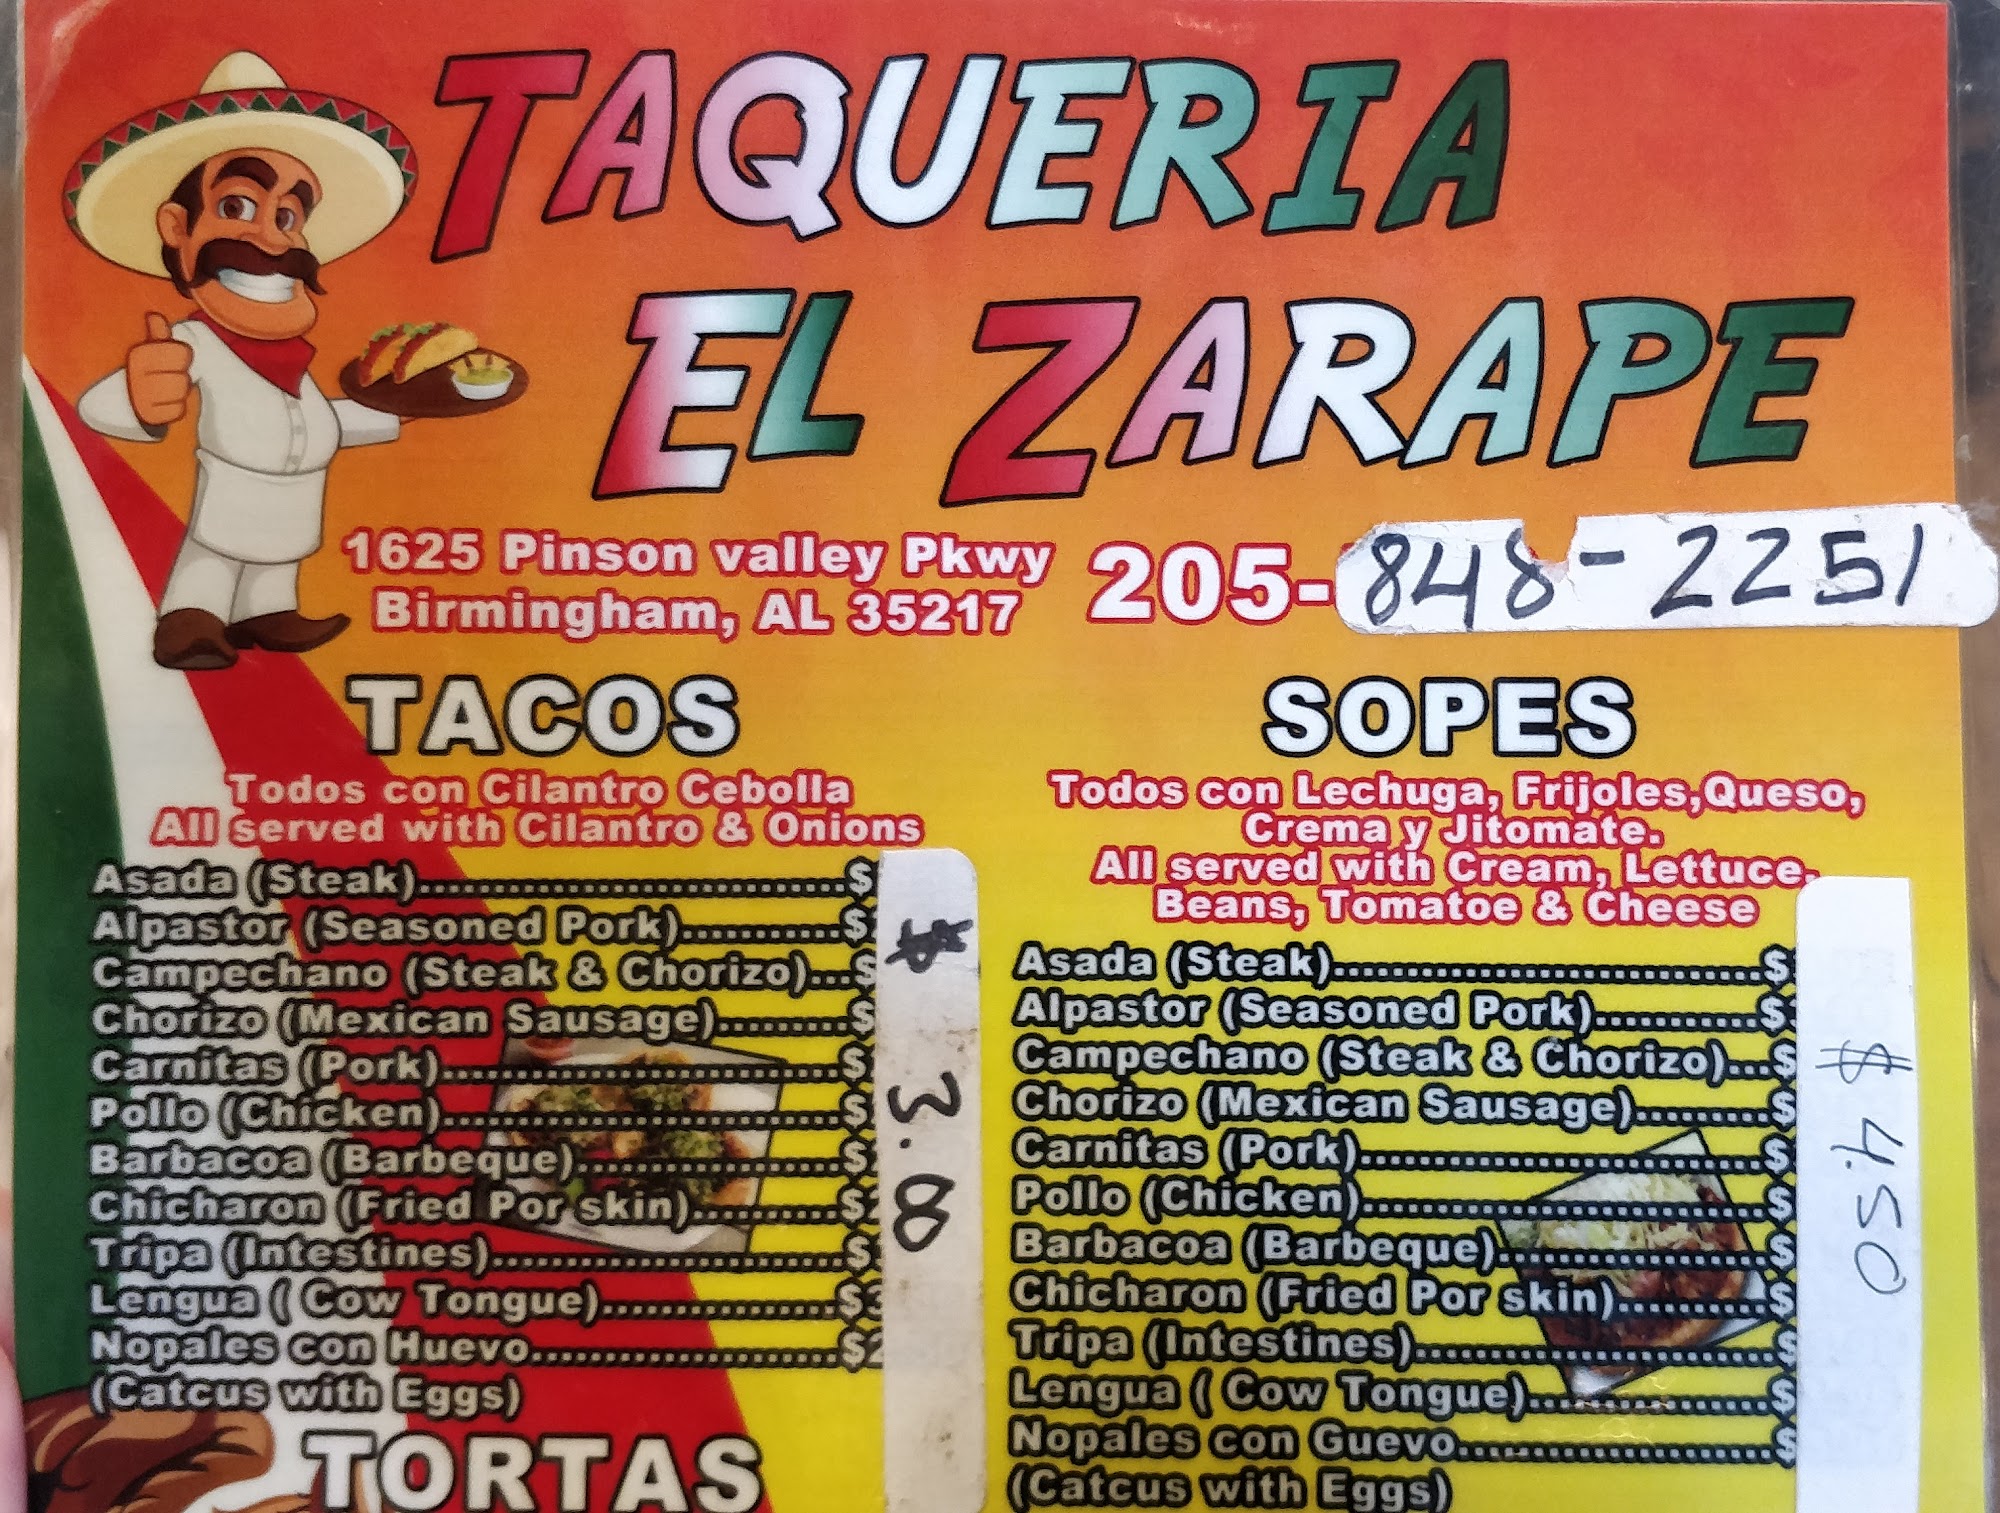 TAQUERIA
EL ZARAPE
1625 Pinson valley Pkwy
Birmingham, AL 35217
205-848-2251
TACOS
Todos con Cilantro Cebolla
All served with Cilantro & Onions
Asada (Steak)..............................$
Alpastor (Seasoned Pork)...........$
Campechano (Steak & Chorizo)...$
Chorizo (Mexican Sausage).........$
Carnitas (Pork)............................$
Pollo (Chicken)............................$
Barbacoa (Barbeque)...................$
Chicharon (Fried Por skin)..........$
Tripa (Intestines).........................$
Lengua ( Cow Tongue).................$3
Nopales con Huevo......................$2
(Catcus with Eggs)
$ 3.00
TORTAS
SOPES
Todos con Lechuga, Frijoles,Queso,
Crema y Jitomate.
All served with Cream, Lettuce,
Beans, Tomatoe & Cheese
Asada (Steak)..............................$
Alpastor (Seasoned Pork)...........$
Campechano (Steak & Chorizo)...$
Chorizo (Mexican Sausage).........$
Carnitas (Pork)............................$
Pollo (Chicken)............................$
Barbacoa (Barbeque)...................$
Chicharon (Fried Por skin)..........$
Tripa (Intestines).........................$
Lengua ( Cow Tongue).................$
Nopales con Guevo......................$
(Catcus with Eggs)
$ 4.50